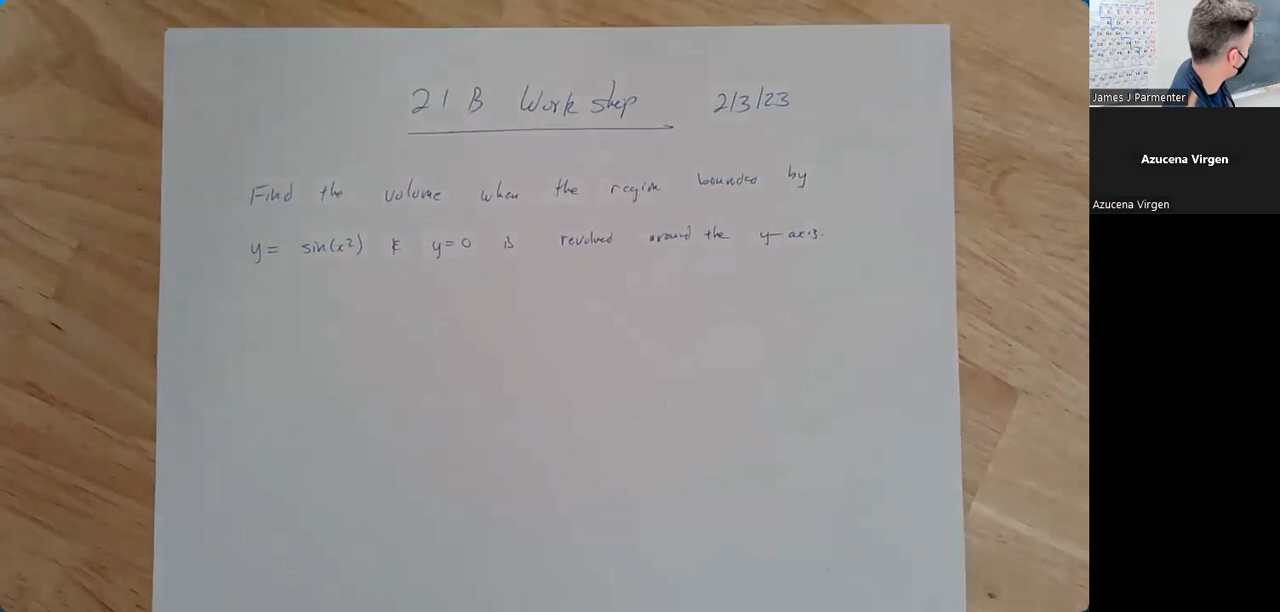 21B Workshop 2/3/23
Find the volume when the region bounded by
y = sin(x²) & y=0 is revolved around the y-axis.
James J Parmenter
Azucena Virgen
Azucena Virgen